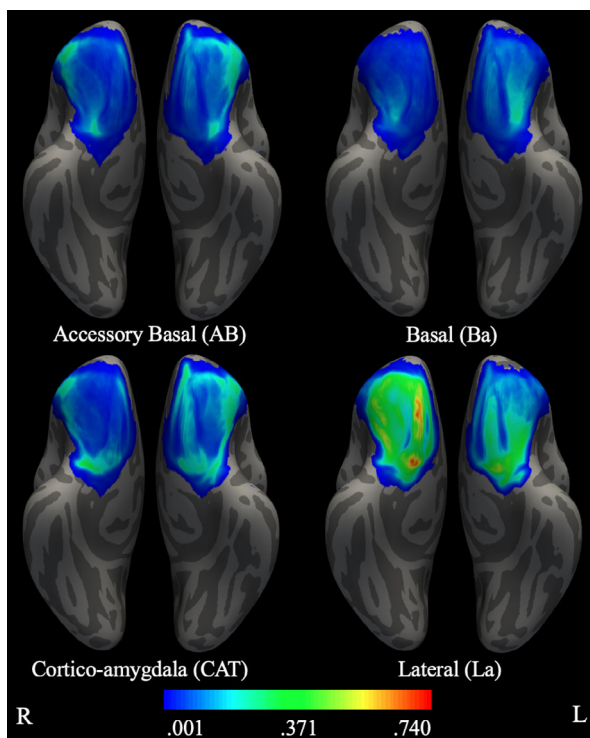 Accessory Basal (AB)
Basal (Ba)
Cortico-amygdala (CAT)
Lateral (La)
R
L
.001
.371
.740